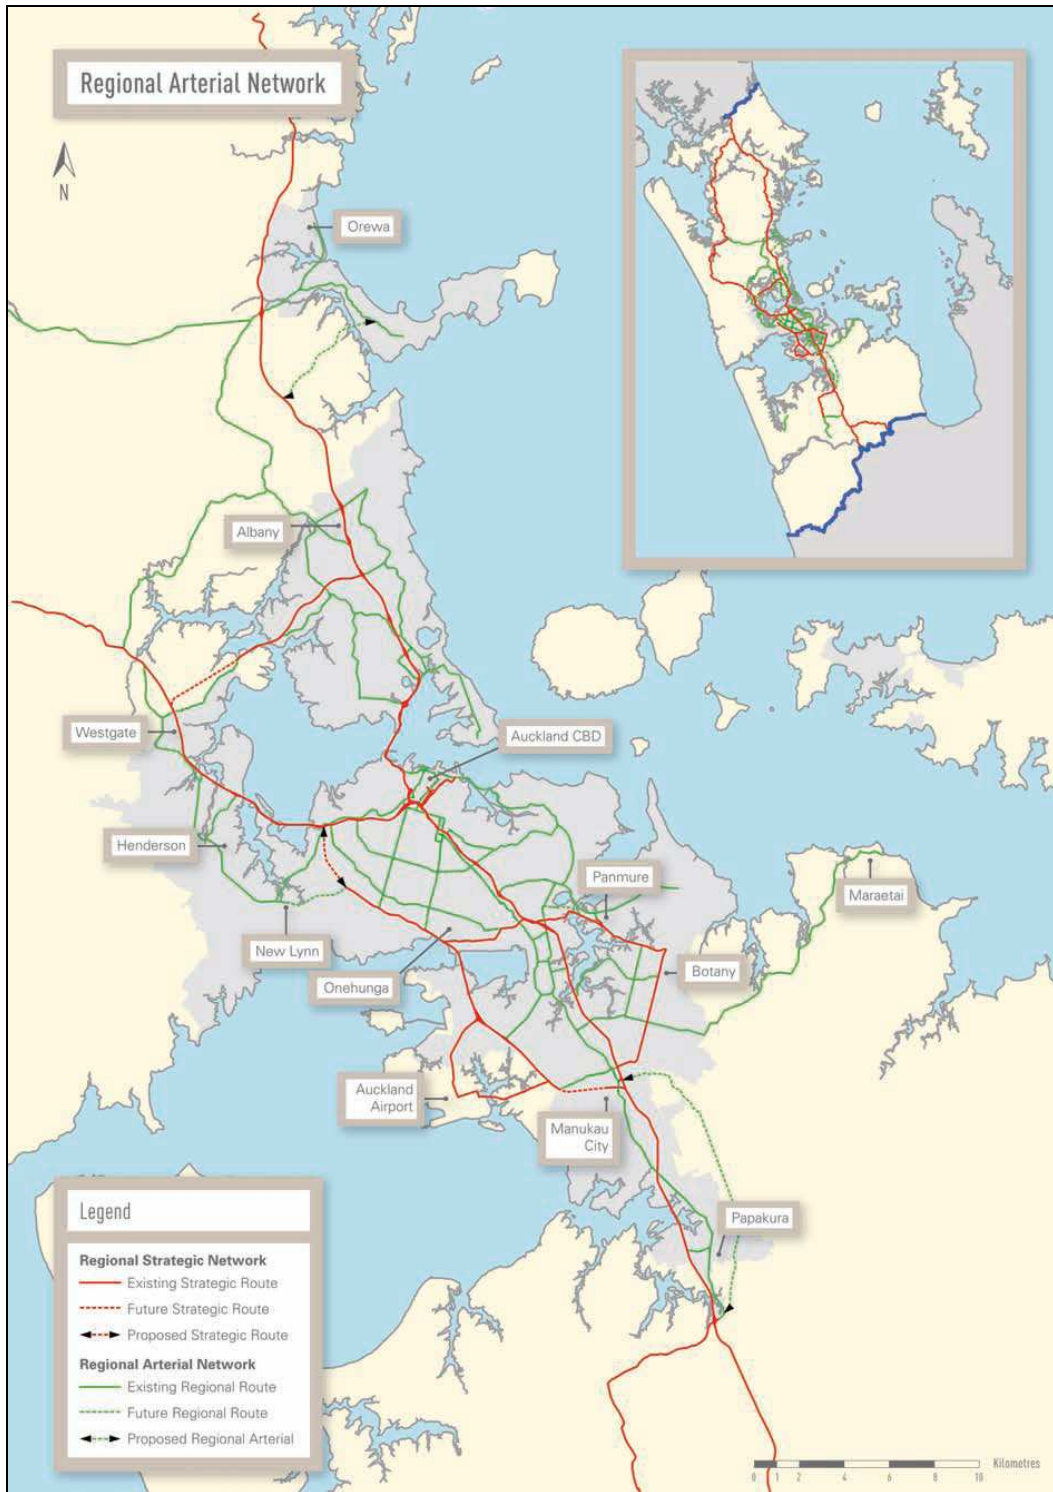 Regional Arterial Network
N
Orewa
Albany
Westgate
Auckland CBD
Henderson
Panmure
Maraetai
New Lynn
Botany
Onehunga
Auckland
Airport
Manukau
City
Papakura
Legend
Regional Strategic Network
Existing Strategic Route
Future Strategic Route
Proposed Strategic Route
Regional Arterial Network
Existing Regional Route
Future Regional Route
Proposed Regional Arterial
Kilometres
0 1 2 4 6 8 10